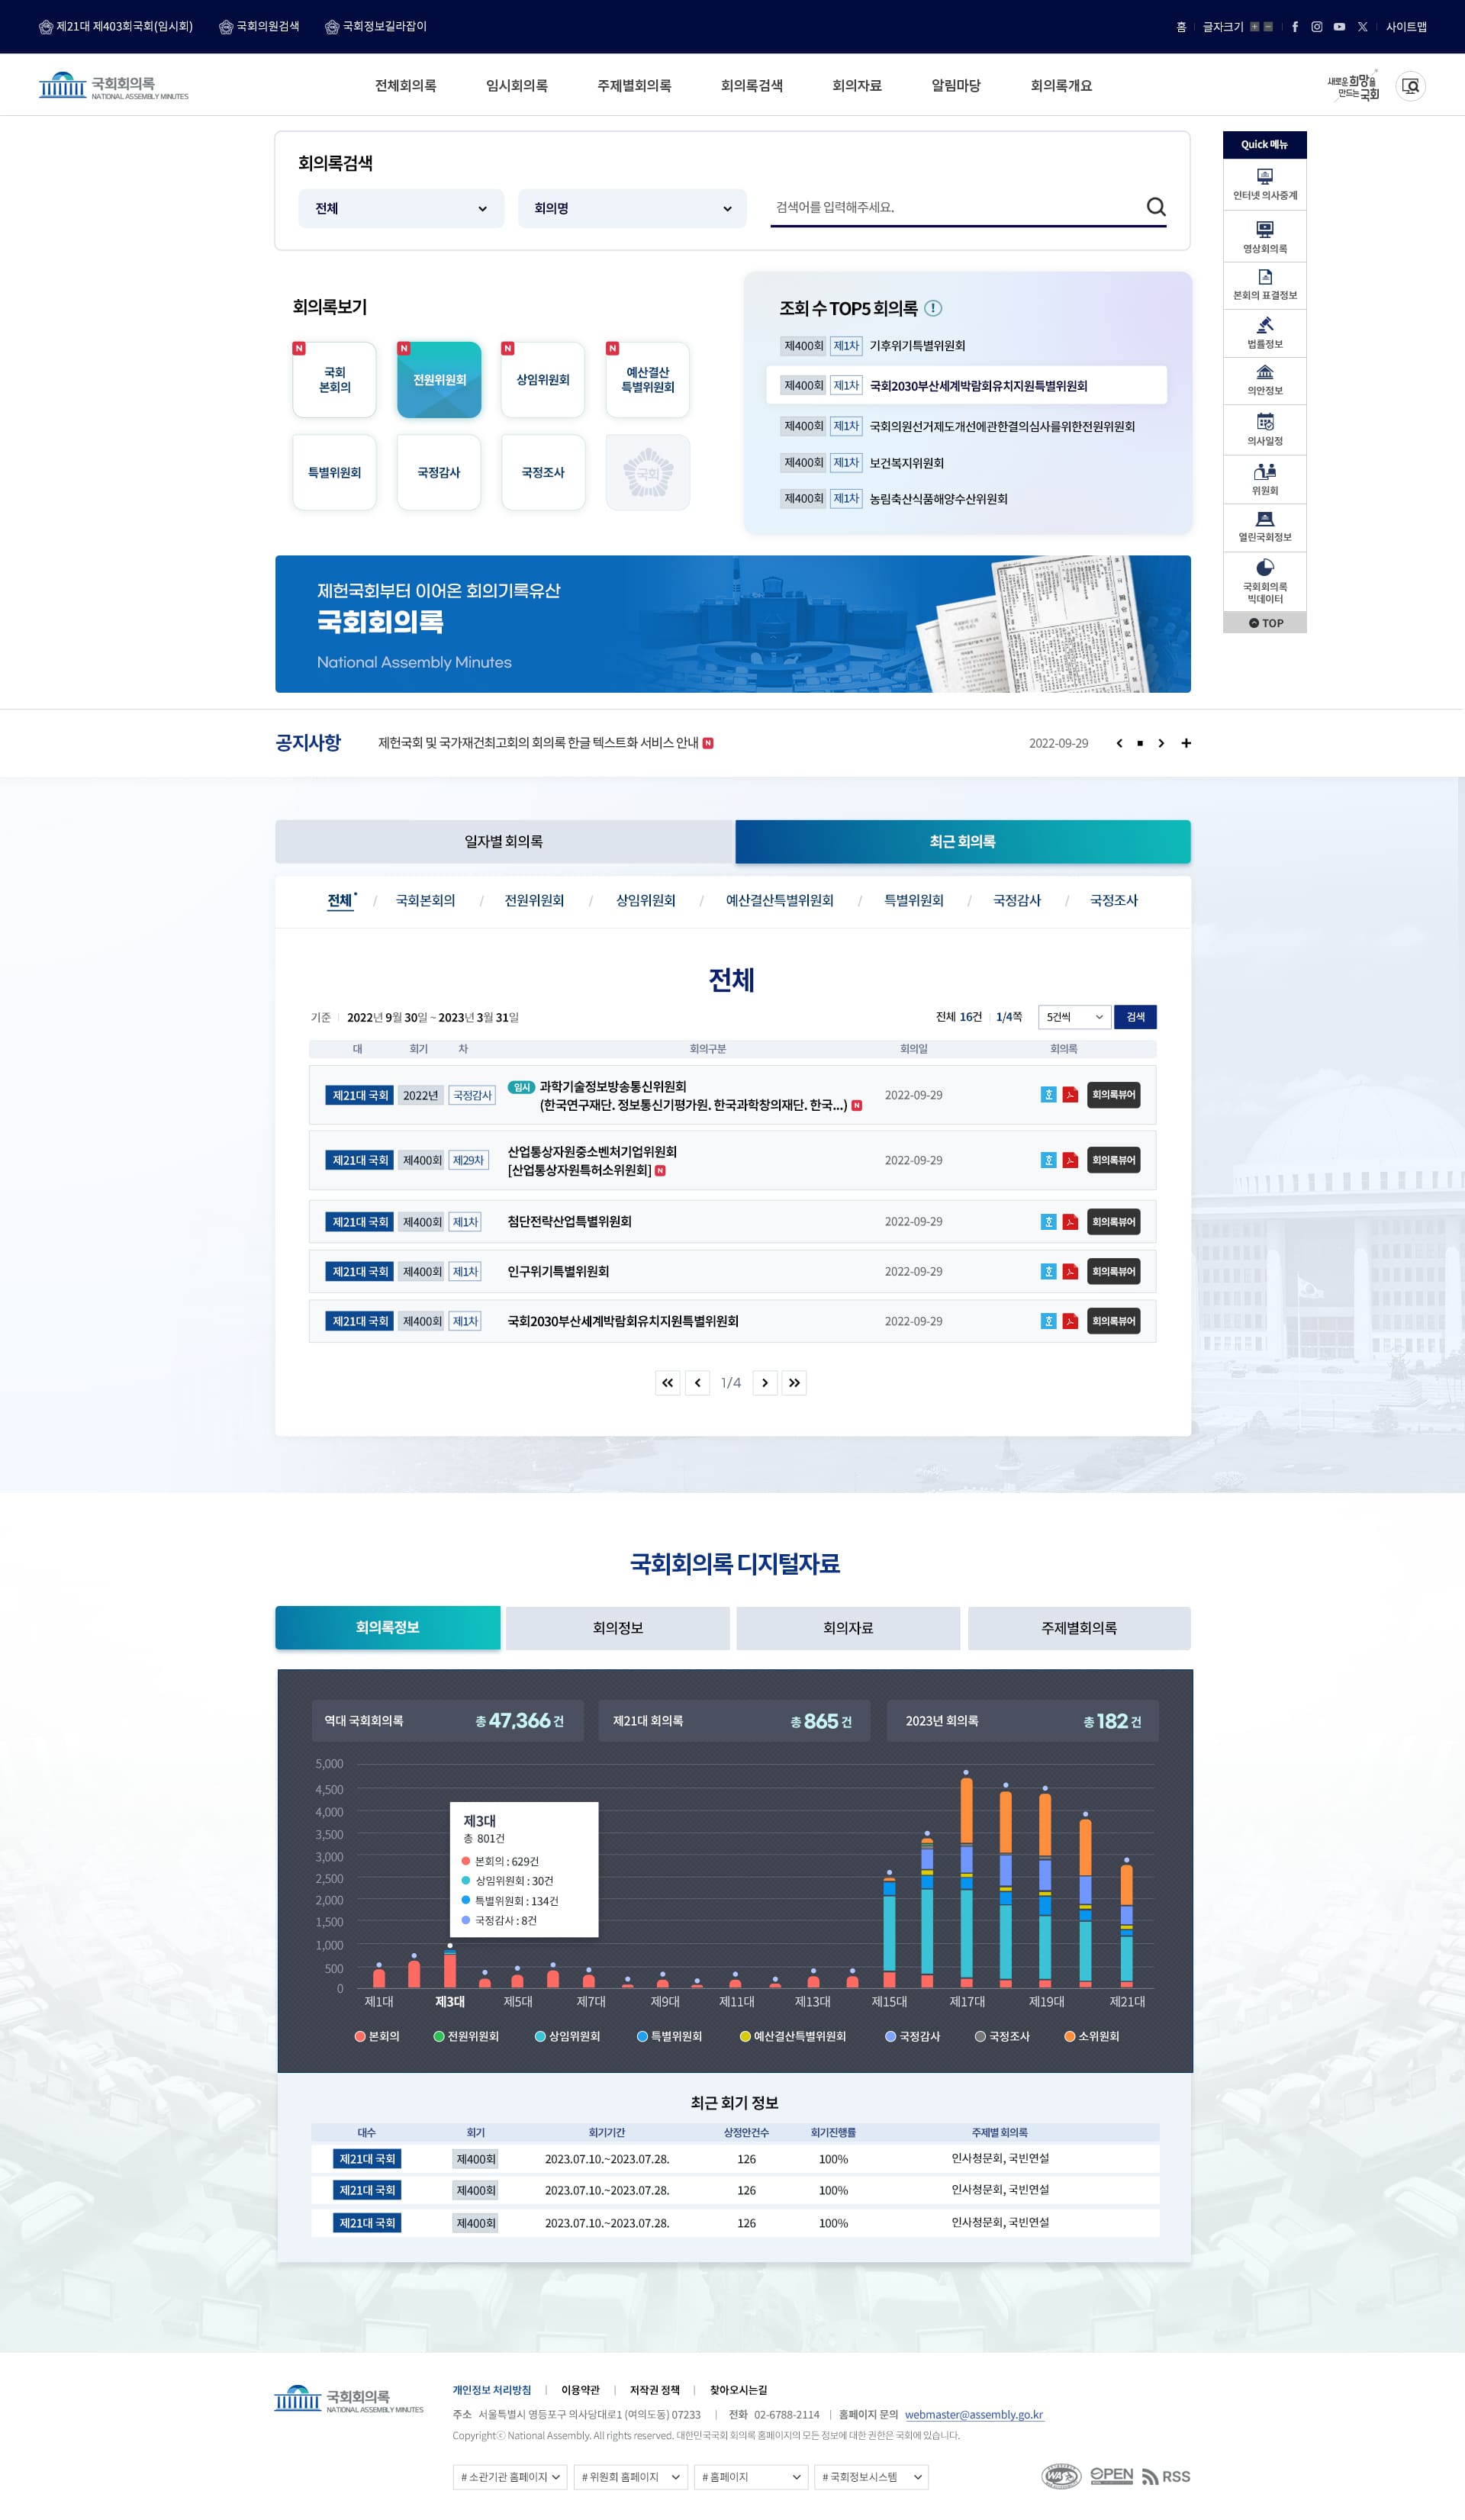 제21대 제403회국회(임시회) 국회의원검색 국회정보길라잡이 홈 글자크기 사이트맵
국회회의록
NATIONAL ASSEMBLY MINUTES
전체회의록 임시회의록 주제별회의록 회의록검색 회의자료 알림마당 회의록개요
새로운 희망을
만드는 국회
회의록검색
전체 회의명 검색어를 입력해주세요.
Quick 메뉴
인터넷 의사중계
영상회의록
본회의 표결정보
법률정보
의안정보
의사일정
위원회
열린국회정보
국회회의록
빅데이터
TOP
회의록보기
N 국회
본회의
N 전원위원회
N 상임위원회
N 예산결산
특별위원회
특별위원회 국정감사 국정조사 국회
조회 수 TOP5 회의록
제400회 제1차 기후위기특별위원회
제400회 제1차 국회2030부산세계박람회유치지원특별위원회
제400회 제1차 국회의원선거제도개선에관한결의심사를위한전원위원회
제400회 제1차 보건복지위원회
제400회 제1차 농림축산식품해양수산위원회
제헌국회부터 이어온 회의기록유산
국회회의록
National Assembly Minutes
공지사항 제헌국회 및 국가재건최고회의 회의록 한글 텍스트화 서비스 안내 N 2022-09-29
일자별 회의록 최근 회의록
전체 / 국회본회의 / 전원위원회 / 상임위원회 / 예산결산특별위원회 / 특별위원회 / 국정감사 / 국정조사
전체
기준 2022년 9월 30일 ~ 2023년 3월 31일 전체 16건 1/4쪽 5건씩 검색
대 회기 차 회의구분 회의일 회의록
제21대 국회 2022년 국정감사 임시 과학기술정보방송통신위원회
(한국연구재단. 정보통신기평가원. 한국과학창의재단. 한국...) N 2022-09-29 회의록뷰어
제21대 국회 제400회 제29차 산업통상자원중소벤처기업위원회
[산업통상자원특허소위원회] N 2022-09-29 회의록뷰어
제21대 국회 제400회 제1차 첨단전략산업특별위원회 2022-09-29 회의록뷰어
제21대 국회 제400회 제1차 인구위기특별위원회 2022-09-29 회의록뷰어
제21대 국회 제400회 제1차 국회2030부산세계박람회유치지원특별위원회 2022-09-29 회의록뷰어
1/4
국회회의록 디지털자료
회의록정보 회의정보 회의자료 주제별회의록
역대 국회회의록 총 47,366 건
제21대 회의록 총 865 건
2023년 회의록 총 182 건
5,000
4,500
4,000
3,500
3,000
2,500
2,000
1,500
1,000
500
0
제3대
총 801건
본회의 : 629건
상임위원회 : 30건
특별위원회 : 134건
국정감사 : 8건
제1대 제3대 제5대 제7대 제9대 제11대 제13대 제15대 제17대 제19대 제21대
본회의 전원위원회 상임위원회 특별위원회 예산결산특별위원회 국정감사 국정조사 소위원회
최근 회기 정보
대수 회기 회기기간 상정안건수 회기진행률 주제별 회의록
제21대 국회 제400회 2023.07.10.~2023.07.28. 126 100% 인사청문회, 국빈연설
제21대 국회 제400회 2023.07.10.~2023.07.28. 126 100% 인사청문회, 국빈연설
제21대 국회 제400회 2023.07.10.~2023.07.28. 126 100% 인사청문회, 국빈연설
국회회의록
NATIONAL ASSEMBLY MINUTES
개인정보 처리방침 | 이용약관 | 저작권 정책 | 찾아오시는길
주소 서울특별시 영등포구 의사당대로1 (여의도동) 07233 | 전화 02-6788-2114 | 홈페이지 문의 webmaster@assembly.go.kr
Copyrightⓒ National Assembly. All rights reserved. 대한민국국회 회의록 홈페이지의 모든 정보에 대한 권한은 국회에 있습니다.
# 소관기관 홈페이지 # 위원회 홈페이지 # 홈페이지 # 국회정보시스템
WA OPEN RSS